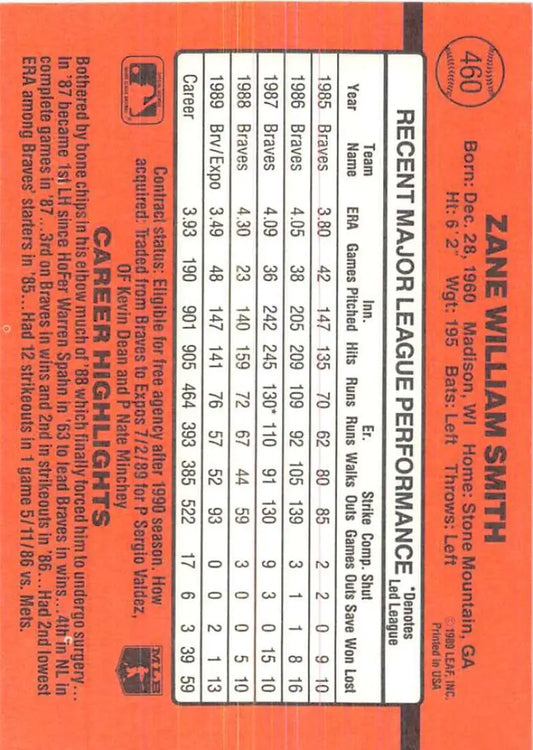 460
ZANE WILLIAM SMITH
© 1989 LEAF, INC.
Printed in USA
Born: Dec. 28, 1960 Madison, WI Home: Stone Mountain, GA
Ht: 6' 2" Wgt: 195 Bats: Left Throws: Left
RECENT MAJOR LEAGUE PERFORMANCE *Denotes Led League
Year Team Name ERA Games Inn. Pitched Hits Runs Er. Runs Walks Strike Outs Comp. Games Shut Outs Save Won Lost
1985 Braves 3.80 42 147 135 70 62 80 85 2 2 0 9 10
1986 Braves 4.05 38 205 209 109 92 105 139 3 1 1 8 16
1987 Braves 4.09 36 242 245 130* 110 91 130 9 3 0 15 10
1988 Braves 4.30 23 140 159 72 67 44 59 3 0 0 5 10
1989 Brv/Expo 3.49 48 147 141 76 57 52 93 0 0 2 1 13
Career 3.93 190 901 905 464 393 385 522 17 6 3 39 59
Contract status: Eligible for free agency after 1990 season. How
acquired: Traded from Braves to Expos 7/2/89 for P Sergio Valdez,
OF Kevin Dean and P Nate Minchey
MLB
CAREER HIGHLIGHTS
Bothered by bone chips in his elbow much of '88 which finally forced him to undergo surgery...
In '87 became 1st LH since HoFer Warren Spahn in '63 to lead Braves in wins...4th in NL in
complete games in '87...3rd on Braves in wins and 2nd in strikeouts in '86...Had 2nd lowest
ERA among Braves' starters in '85...Had 12 strikeouts in 1 game 5/11/86 vs. Mets.